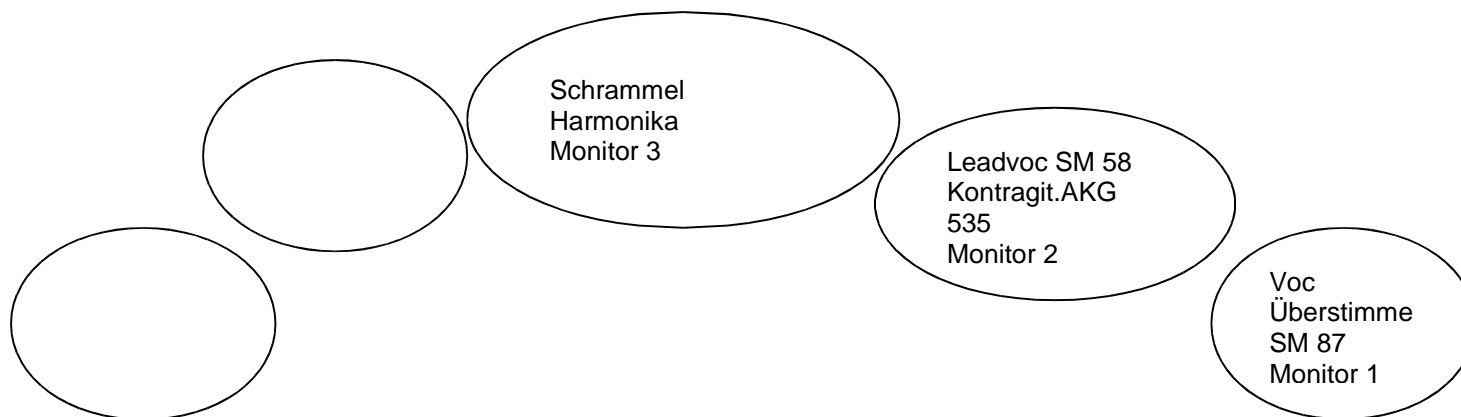 Schrammel
Harmonika
Monitor 3
Leadvoc SM 58
Kontragit.AKG
535
Monitor 2
Voc
Überstimme
SM 87
Monitor 1